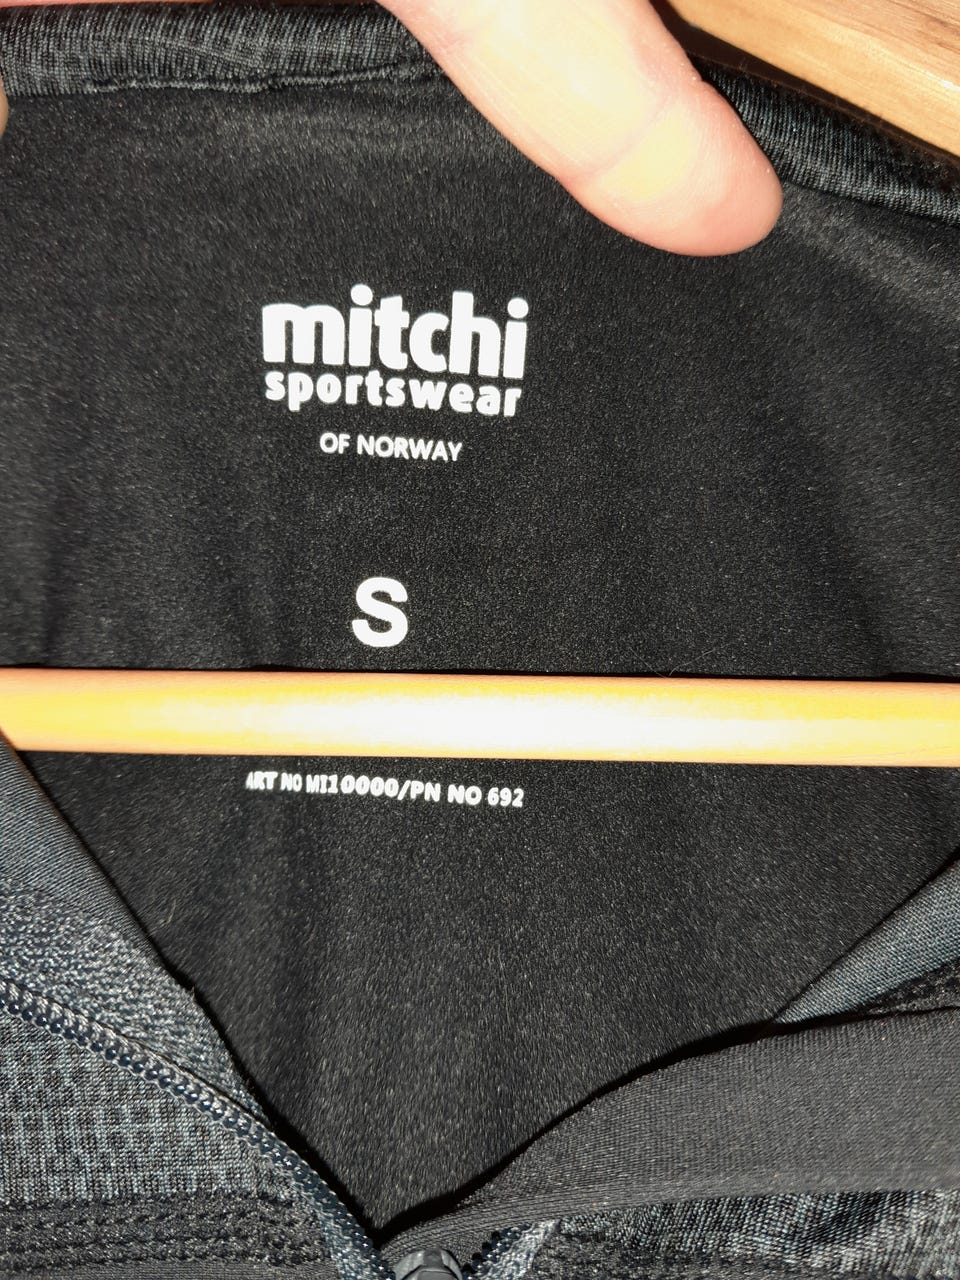 mitchi
sportswear
OF NORWAY
S
ART NO MI10000/PN NO 692